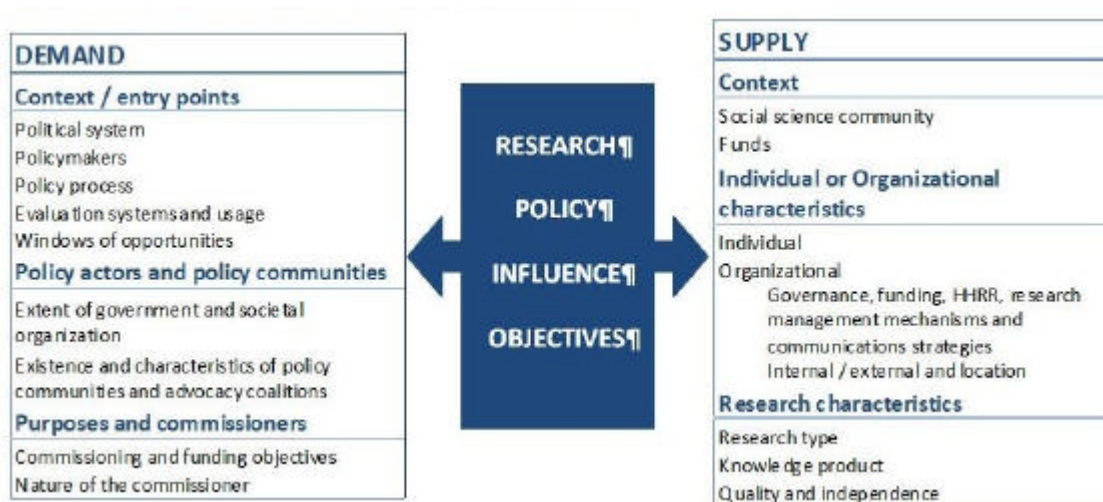 DEMAND
Context / entry points
Political system
Policymakers
Policy process
Evaluation systems and usage
Windows of opportunities
Policy actors and policy communities
Extent of government and societal
organization
Existence and characteristics of policy
communities and advocacy coalitions
Purposes and commissioners
Commissioning and funding objectives
Nature of the commissioner
RESEARCH¶
POLICY¶
INFLUENCE¶
OBJECTIVES¶
SUPPLY
Context
Social science community
Funds
Individual or Organizational
characteristics
Individual
Organizational
Governance, funding, HHRR, research
management mechanisms and
communications strategies
Internal / external and location
Research characteristics
Research type
Knowledge product
Quality and independence